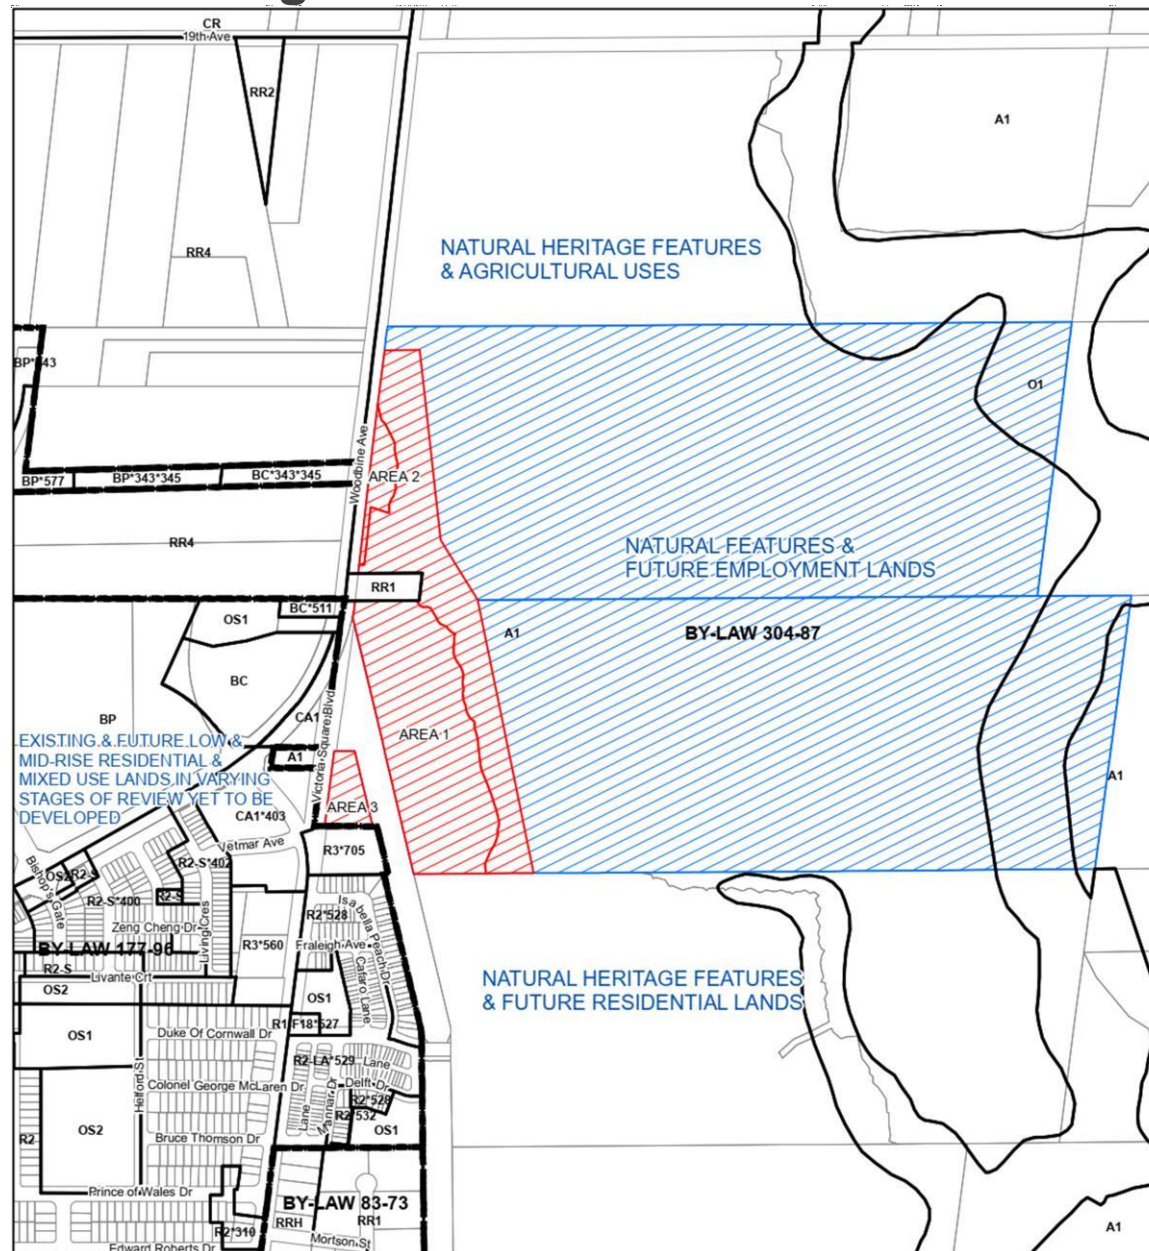 CR
19th Ave
RR2
A1
RR4
NATURAL HERITAGE FEATURES
& AGRICULTURAL USES
BP*543
O1
Woodbine Ave
AREA 2
BP*577
BP*343*345
BC*343*345
RR4
NATURAL FEATURES &
FUTURE EMPLOYMENT LANDS
RR1
BC*511
OS1
A1
BY-LAW 304-87
BC
Victoria Square Blvd
CA1
BP
AREA 1
EXISTING & FUTURE LOW &
MID-RISE RESIDENTIAL &
MIXED USE LANDS IN VARYING
STAGES OF REVIEW YET TO BE
DEVELOPED
A1
A1
AREA 3
CA1*403
Vetmar Ave
R3*705
R2-S*402
Bishop's Gate
OS2
R2-S
R2-S
R2-S*400
Isabella Peach Dr
R2*528
Zeng Cheng Dr
Living Cres
BY-LAW 177-96
R3*560
Fraleigh Ave
Cafaro Lane
R2-S
Livante Crt
OS2
NATURAL HERITAGE FEATURES
& FUTURE RESIDENTIAL LANDS
OS1
R1-F18*527
OS1
Duke Of Cornwall Dr
R2-LA*529
Lane
Helford St
Colonel George McLaren Dr
Delft Dr
Lane
Mannar Dr
R2*528
R2*532
OS2
OS1
R2
Bruce Thomson Dr
Prince of Wales Dr
BY-LAW 83-73
RRH
RR1
R2*310
Mortson St
Edward Roberts Dr
A1